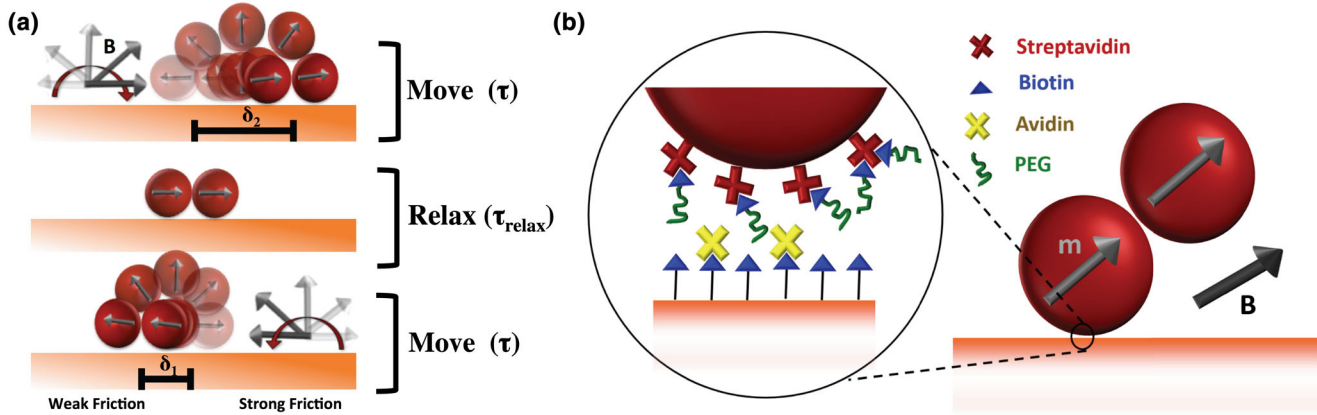 (a)
B
δ2
Move (τ)
Relax (τrelax)
Move (τ)
δ1
Weak Friction
Strong Friction
(b)
Streptavidin
Biotin
Avidin
PEG
m
B